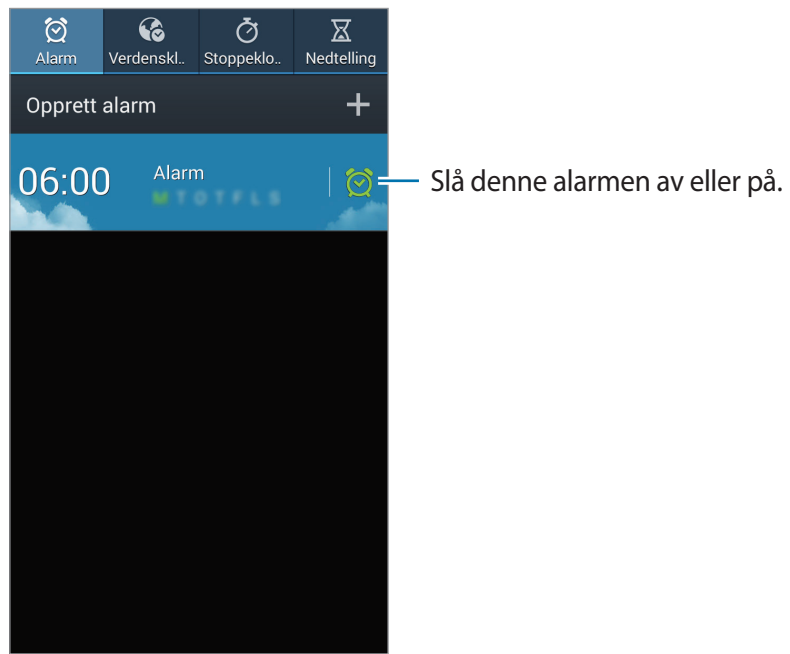 Alarm Verdenskl.. Stoppeklo.. Nedtelling
Opprett alarm
06:00 Alarm
M T O T F L S
Slå denne alarmen av eller på.